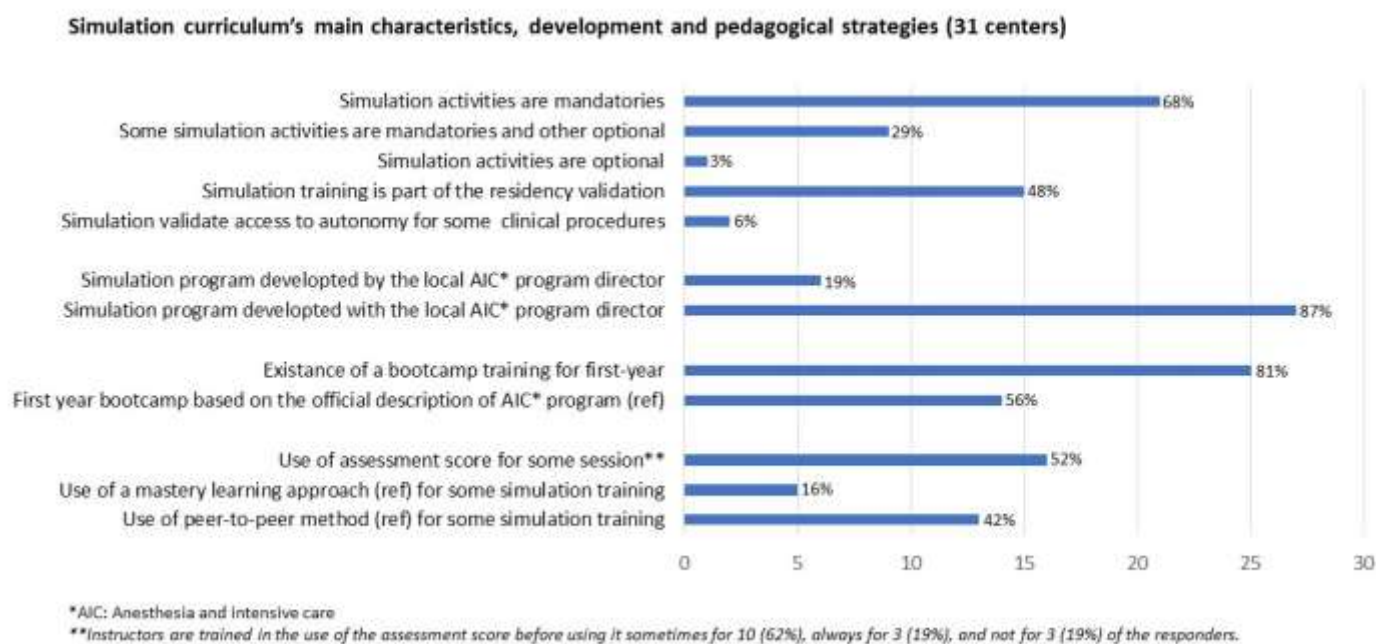 Simulation curriculum's main characteristics, development and pedagogical strategies (31 centers)
Simulation activities are mandatories 68%
Some simulation activities are mandatories and other optional 29%
Simulation activities are optional 3%
Simulation training is part of the residency validation 48%
Simulation validate access to autonomy for some clinical procedures 6%
Simulation program developted by the local AIC* program director 19%
Simulation program developted with the local AIC* program director 87%
Existance of a bootcamp training for first-year 81%
First year bootcamp based on the official description of AIC* program (ref) 56%
Use of assessment score for some session** 52%
Use of a mastery learning approach (ref) for some simulation training 16%
Use of peer-to-peer method (ref) for some simulation training 42%
0 5 10 15 20 25 30
*AIC: Anesthesia and intensive care
**Instructors are trained in the use of the assessment score before using it sometimes for 10 (62%), always for 3 (19%), and not for 3 (19%) of the responders.